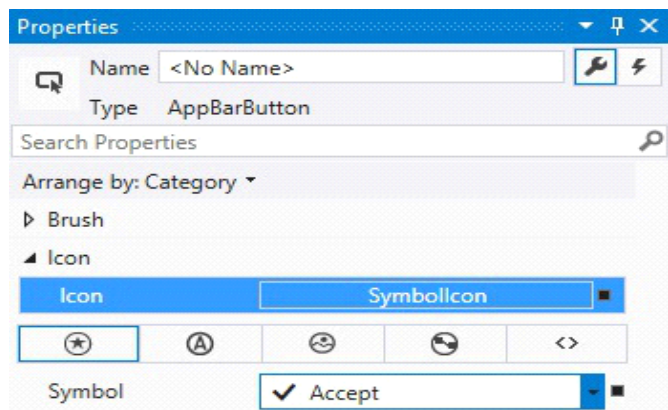 Properties
Name <No Name>
Type AppBarButton
Search Properties
Arrange by: Category
Brush
Icon
Icon SymbolIcon
Symbol Accept